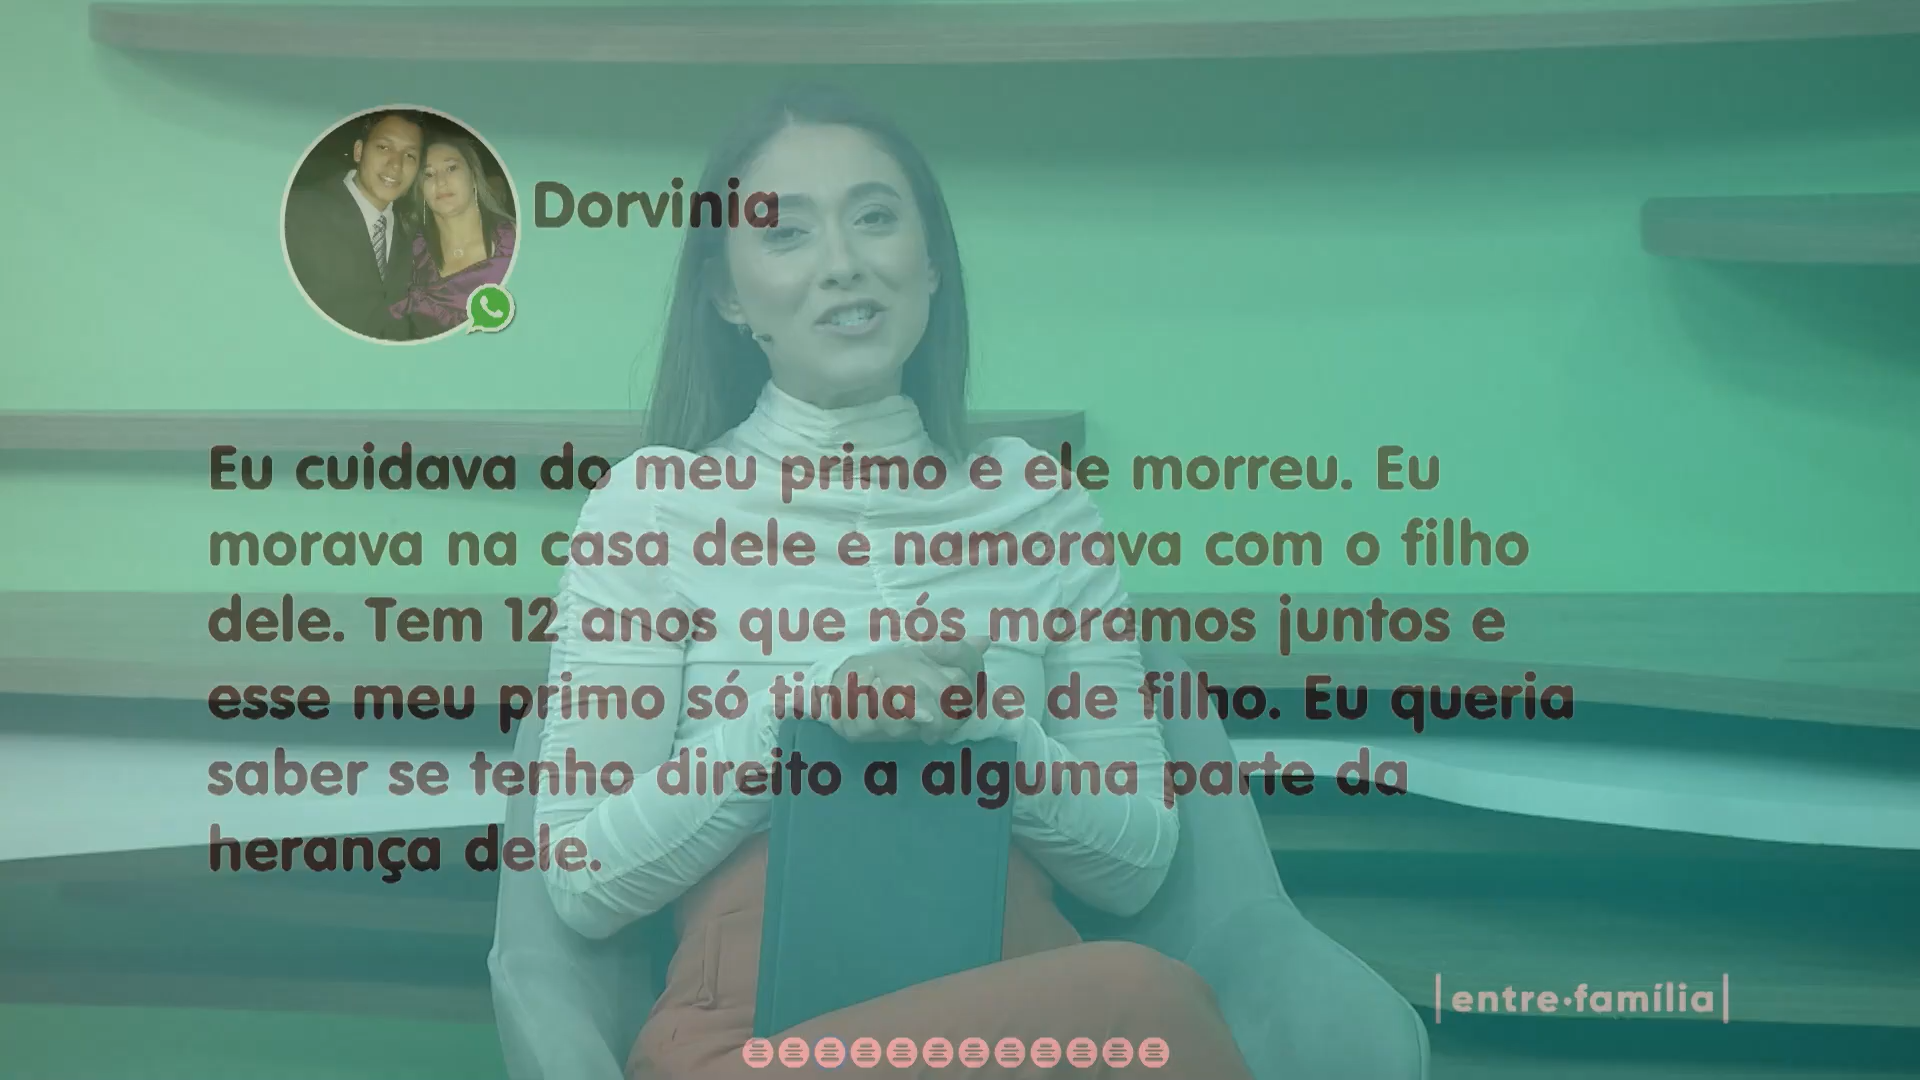 Dorvinia
Eu cuidava do meu primo e ele morreu. Eu
morava na casa dele e namorava com o filho
dele. Tem 12 anos que nós moramos juntos e
esse meu primo só tinha ele de filho. Eu queria
saber se tenho direito a alguma parte da
herança dele.
|entre•família|